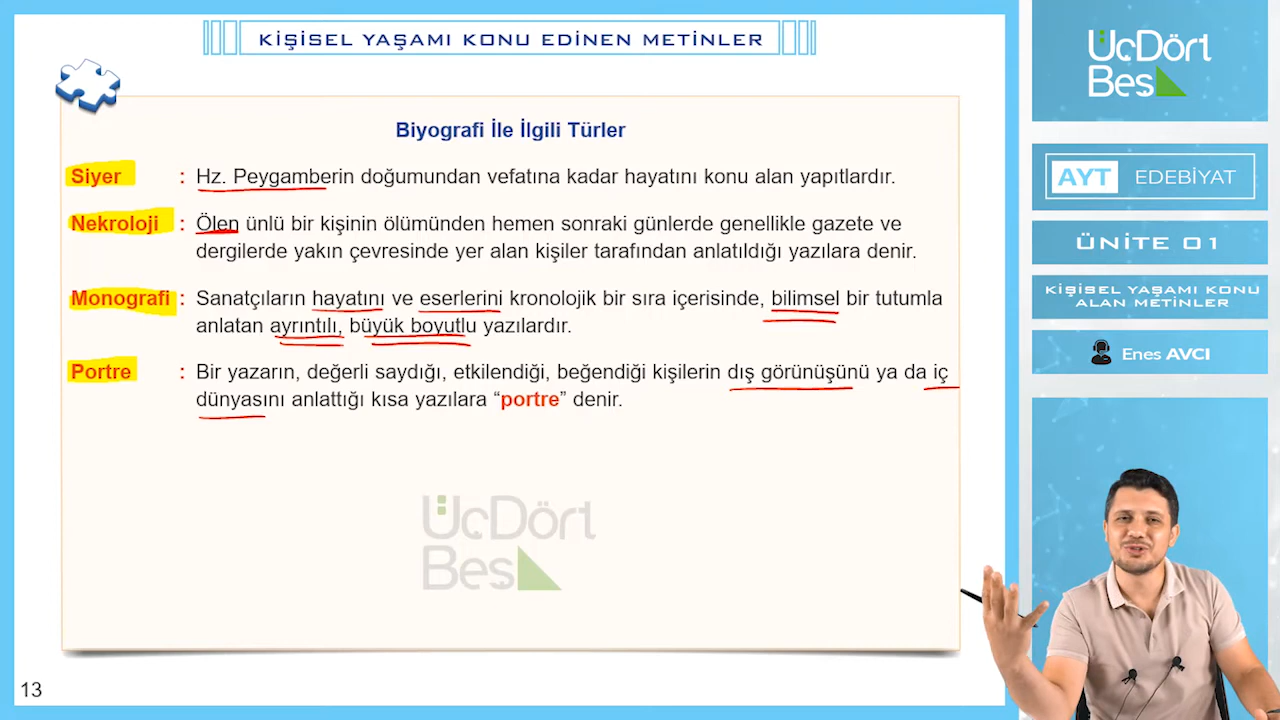 KİŞİSEL YAŞAMI KONU EDİNEN METİNLER
Biyografi İle İlgili Türler
Siyer : Hz. Peygamberin doğumundan vefatına kadar hayatını konu alan yapıtlardır.
Nekroloji : Ölen ünlü bir kişinin ölümünden hemen sonraki günlerde genellikle gazete ve
dergilerde yakın çevresinde yer alan kişiler tarafından anlatıldığı yazılara denir.
Monografi : Sanatçıların hayatını ve eserlerini kronolojik bir sıra içerisinde, bilimsel bir tutumla
anlatan ayrıntılı, büyük boyutlu yazılardır.
Portre : Bir yazarın, değerli saydığı, etkilendiği, beğendiği kişilerin dış görünüşünü ya da iç
dünyasını anlattığı kısa yazılara “portre” denir.
ÜçDört
Beş
13
ÜçDört
Beş
AYT EDEBİYAT
ÜNİTE 01
KİŞİSEL YAŞAMI KONU
ALAN METİNLER
Enes AVCI